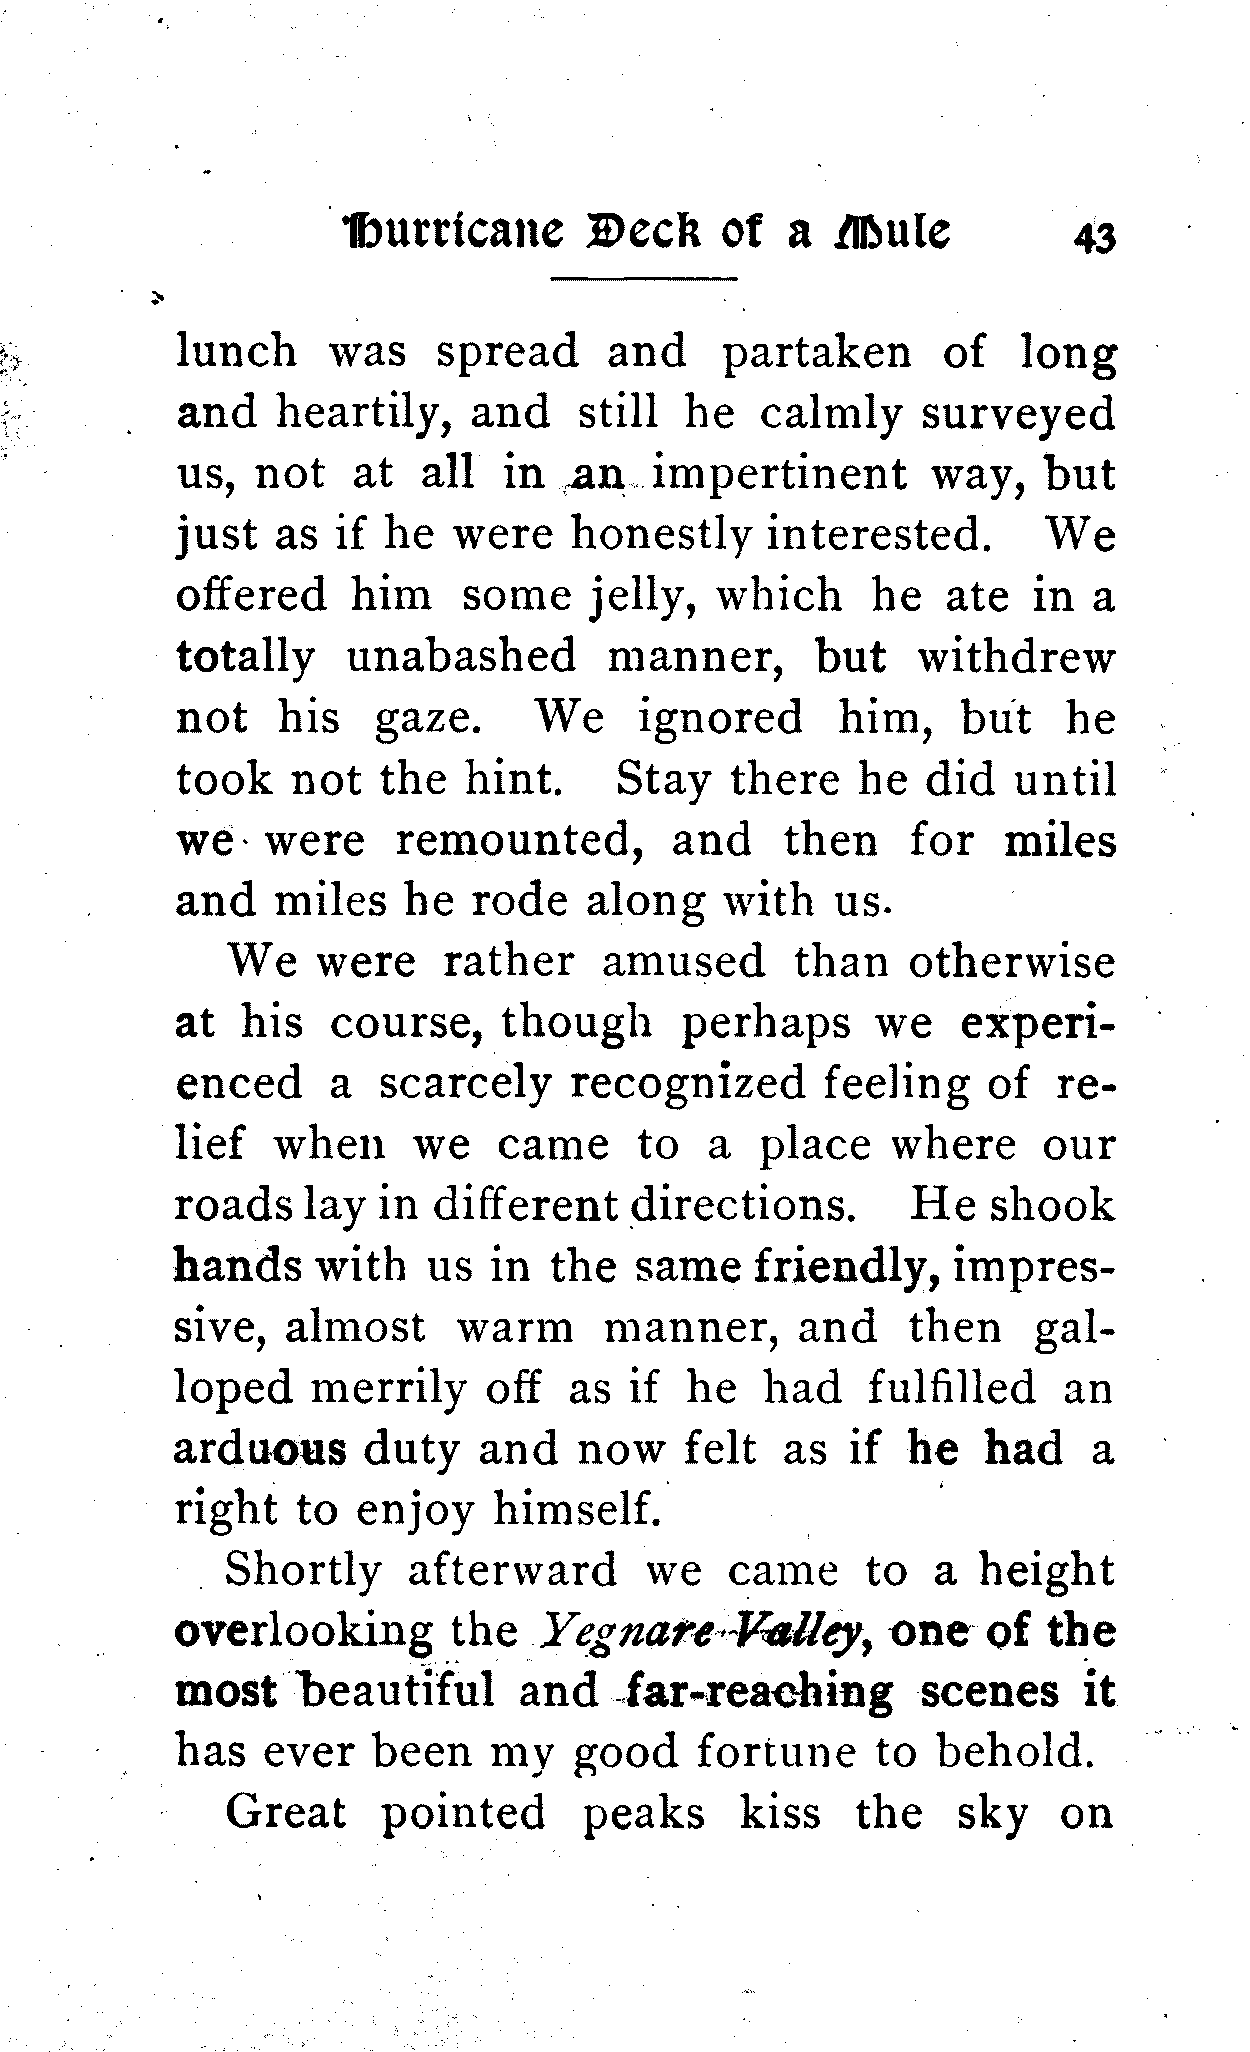 Hurricane Deck of a Mule 43
lunch was spread and partaken of long
and heartily, and still he calmly surveyed
us, not at all in an impertinent way, but
just as if he were honestly interested. We
offered him some jelly, which he ate in a
totally unabashed manner, but withdrew
not his gaze. We ignored him, but he
took not the hint. Stay there he did until
we were remounted, and then for miles
and miles he rode along with us.
We were rather amused than otherwise
at his course, though perhaps we experi-
enced a scarcely recognized feeling of re-
lief when we came to a place where our
roads lay in different directions. He shook
hands with us in the same friendly, impres-
sive, almost warm manner, and then gal-
loped merrily off as if he had fulfilled an
arduous duty and now felt as if he had a
right to enjoy himself.
Shortly afterward we came to a height
overlooking the Yegnare Valley, one of the
most beautiful and far-reaching scenes it
has ever been my good fortune to behold.
Great pointed peaks kiss the sky on